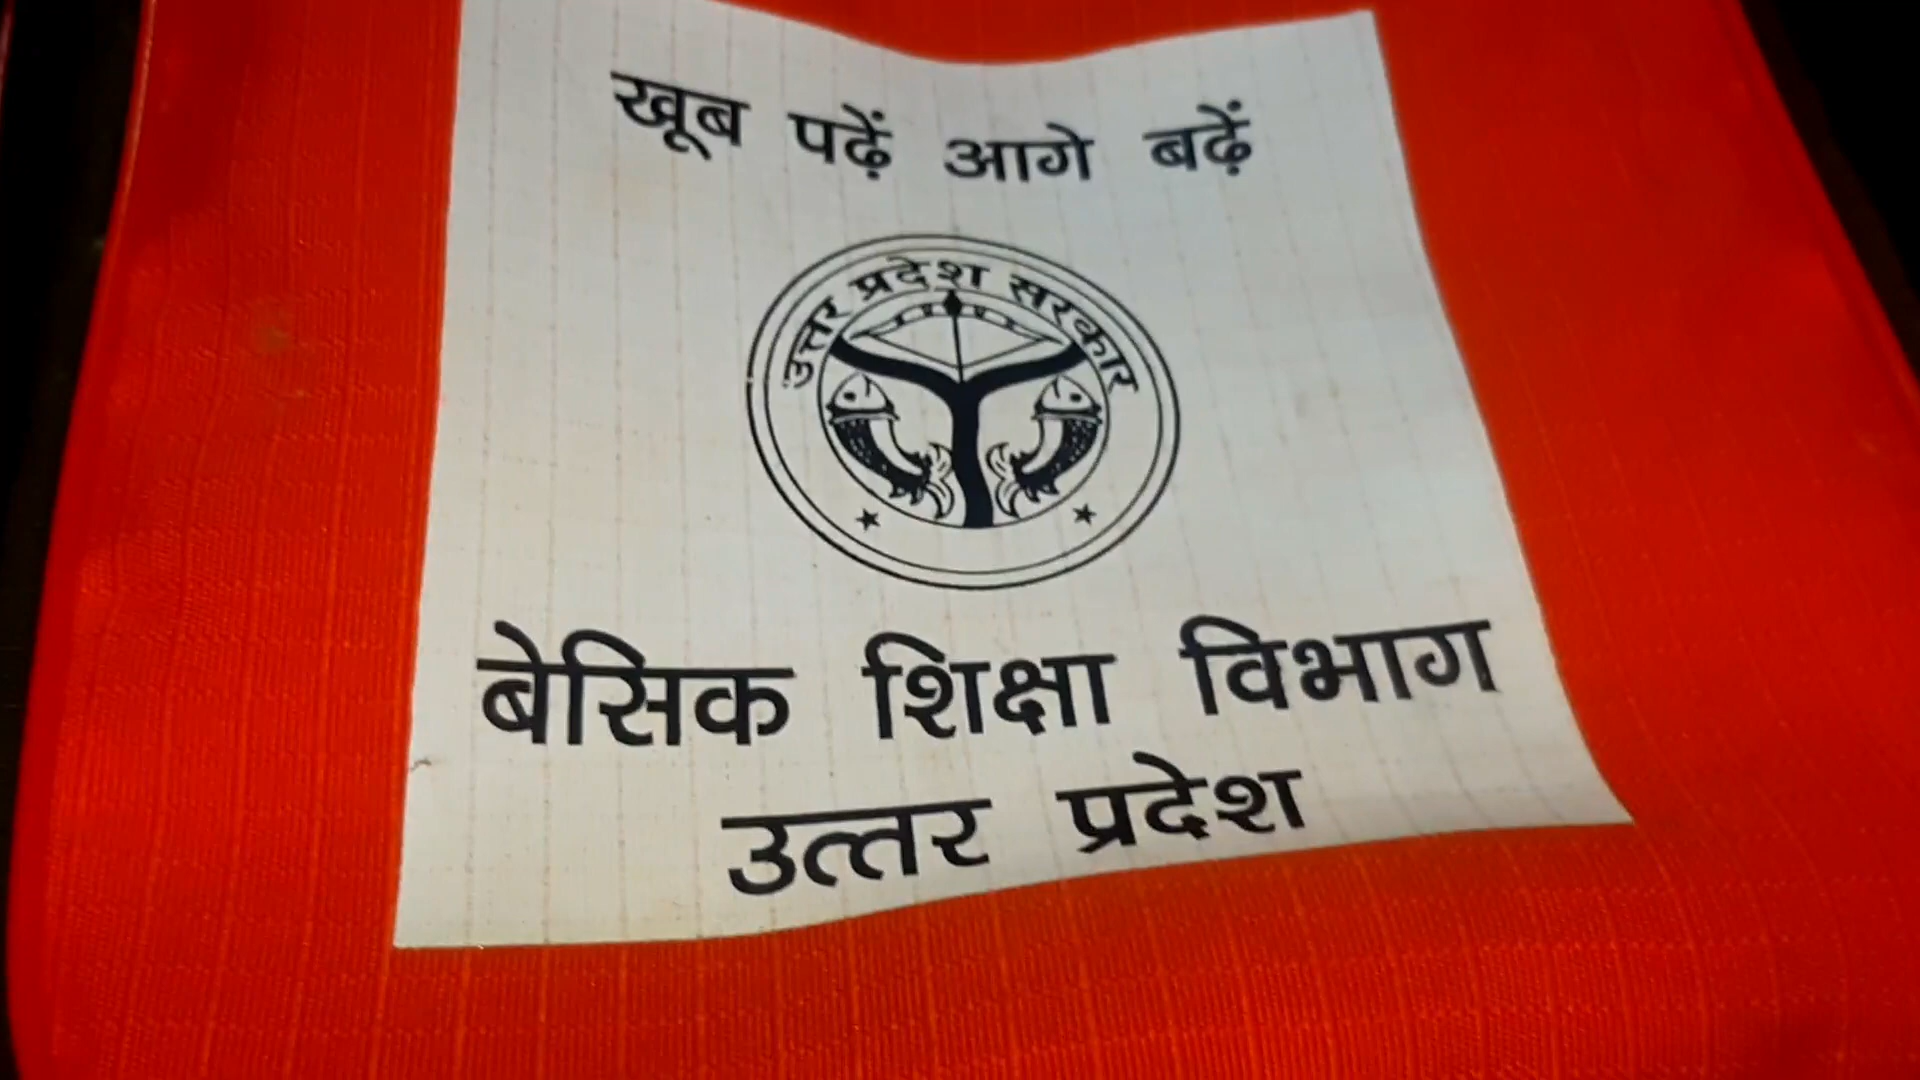 खूब पढ़ें आगे बढ़ें
उत्तर प्रदेश सरकार
बेसिक शिक्षा विभाग
उत्तर प्रदेश